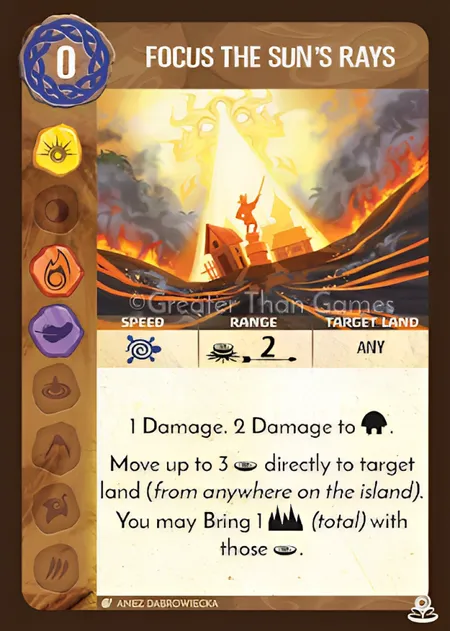 0
FOCUS THE SUN'S RAYS
©Greater Than Games
SPEED RANGE TARGET LAND
2 ANY
1 Damage. 2 Damage to .
Move up to 3 directly to target
land (from anywhere on the island).
You may Bring 1 (total) with
those .
ANEZ DABROWIECKA